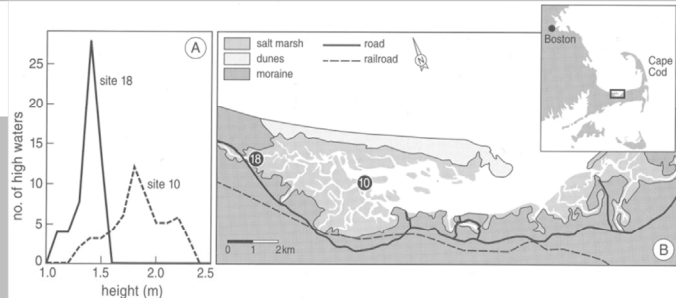 A
site 18
site 10
no. of high waters
25
20
15
10
5
0
1.0 1.5 2.0 2.5
height (m)
salt marsh
dunes
moraine
road
railroad
N
Boston
Cape
Cod
18
10
0 1 2km
B